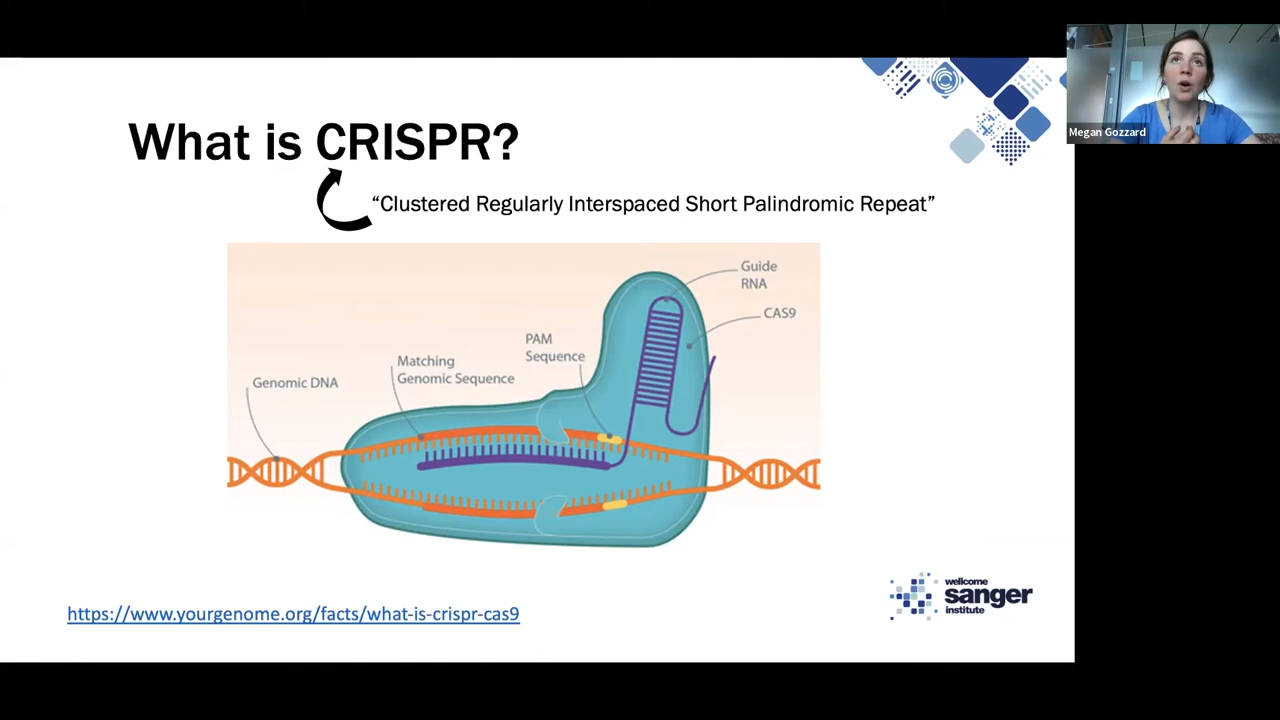 What is CRISPR?
“Clustered Regularly Interspaced Short Palindromic Repeat”
Guide
RNA
CAS9
PAM
Sequence
Matching
Genomic Sequence
Genomic DNA
https://www.yourgenome.org/facts/what-is-crispr-cas9
wellcome
sanger
institute
Megan Gozzard